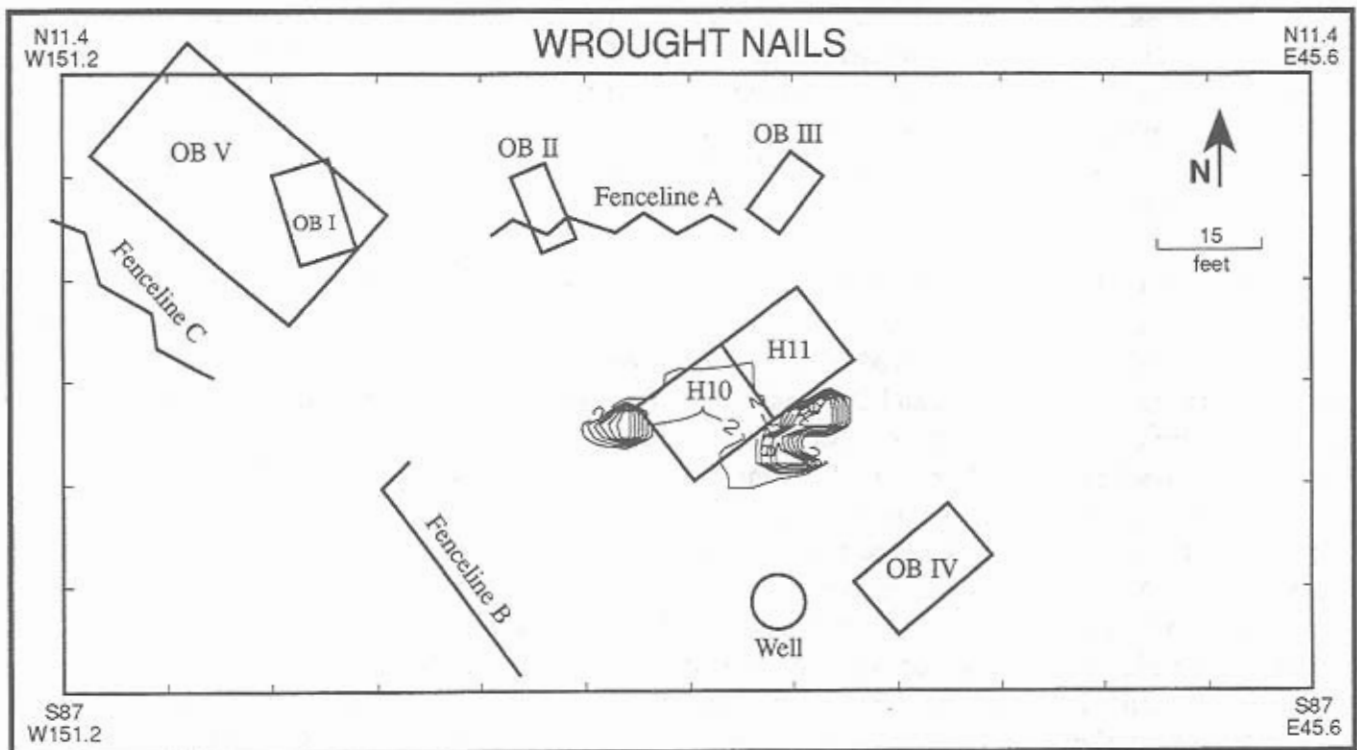 WROUGHT NAILS
N11.4
W151.2
N11.4
E45.6
OB V
OB I
OB II
OB III
Fenceline A
N
15
feet
Fenceline C
H11
H10
2
2
2
Fenceline B
OB IV
Well
S87
W151.2
S87
E45.6